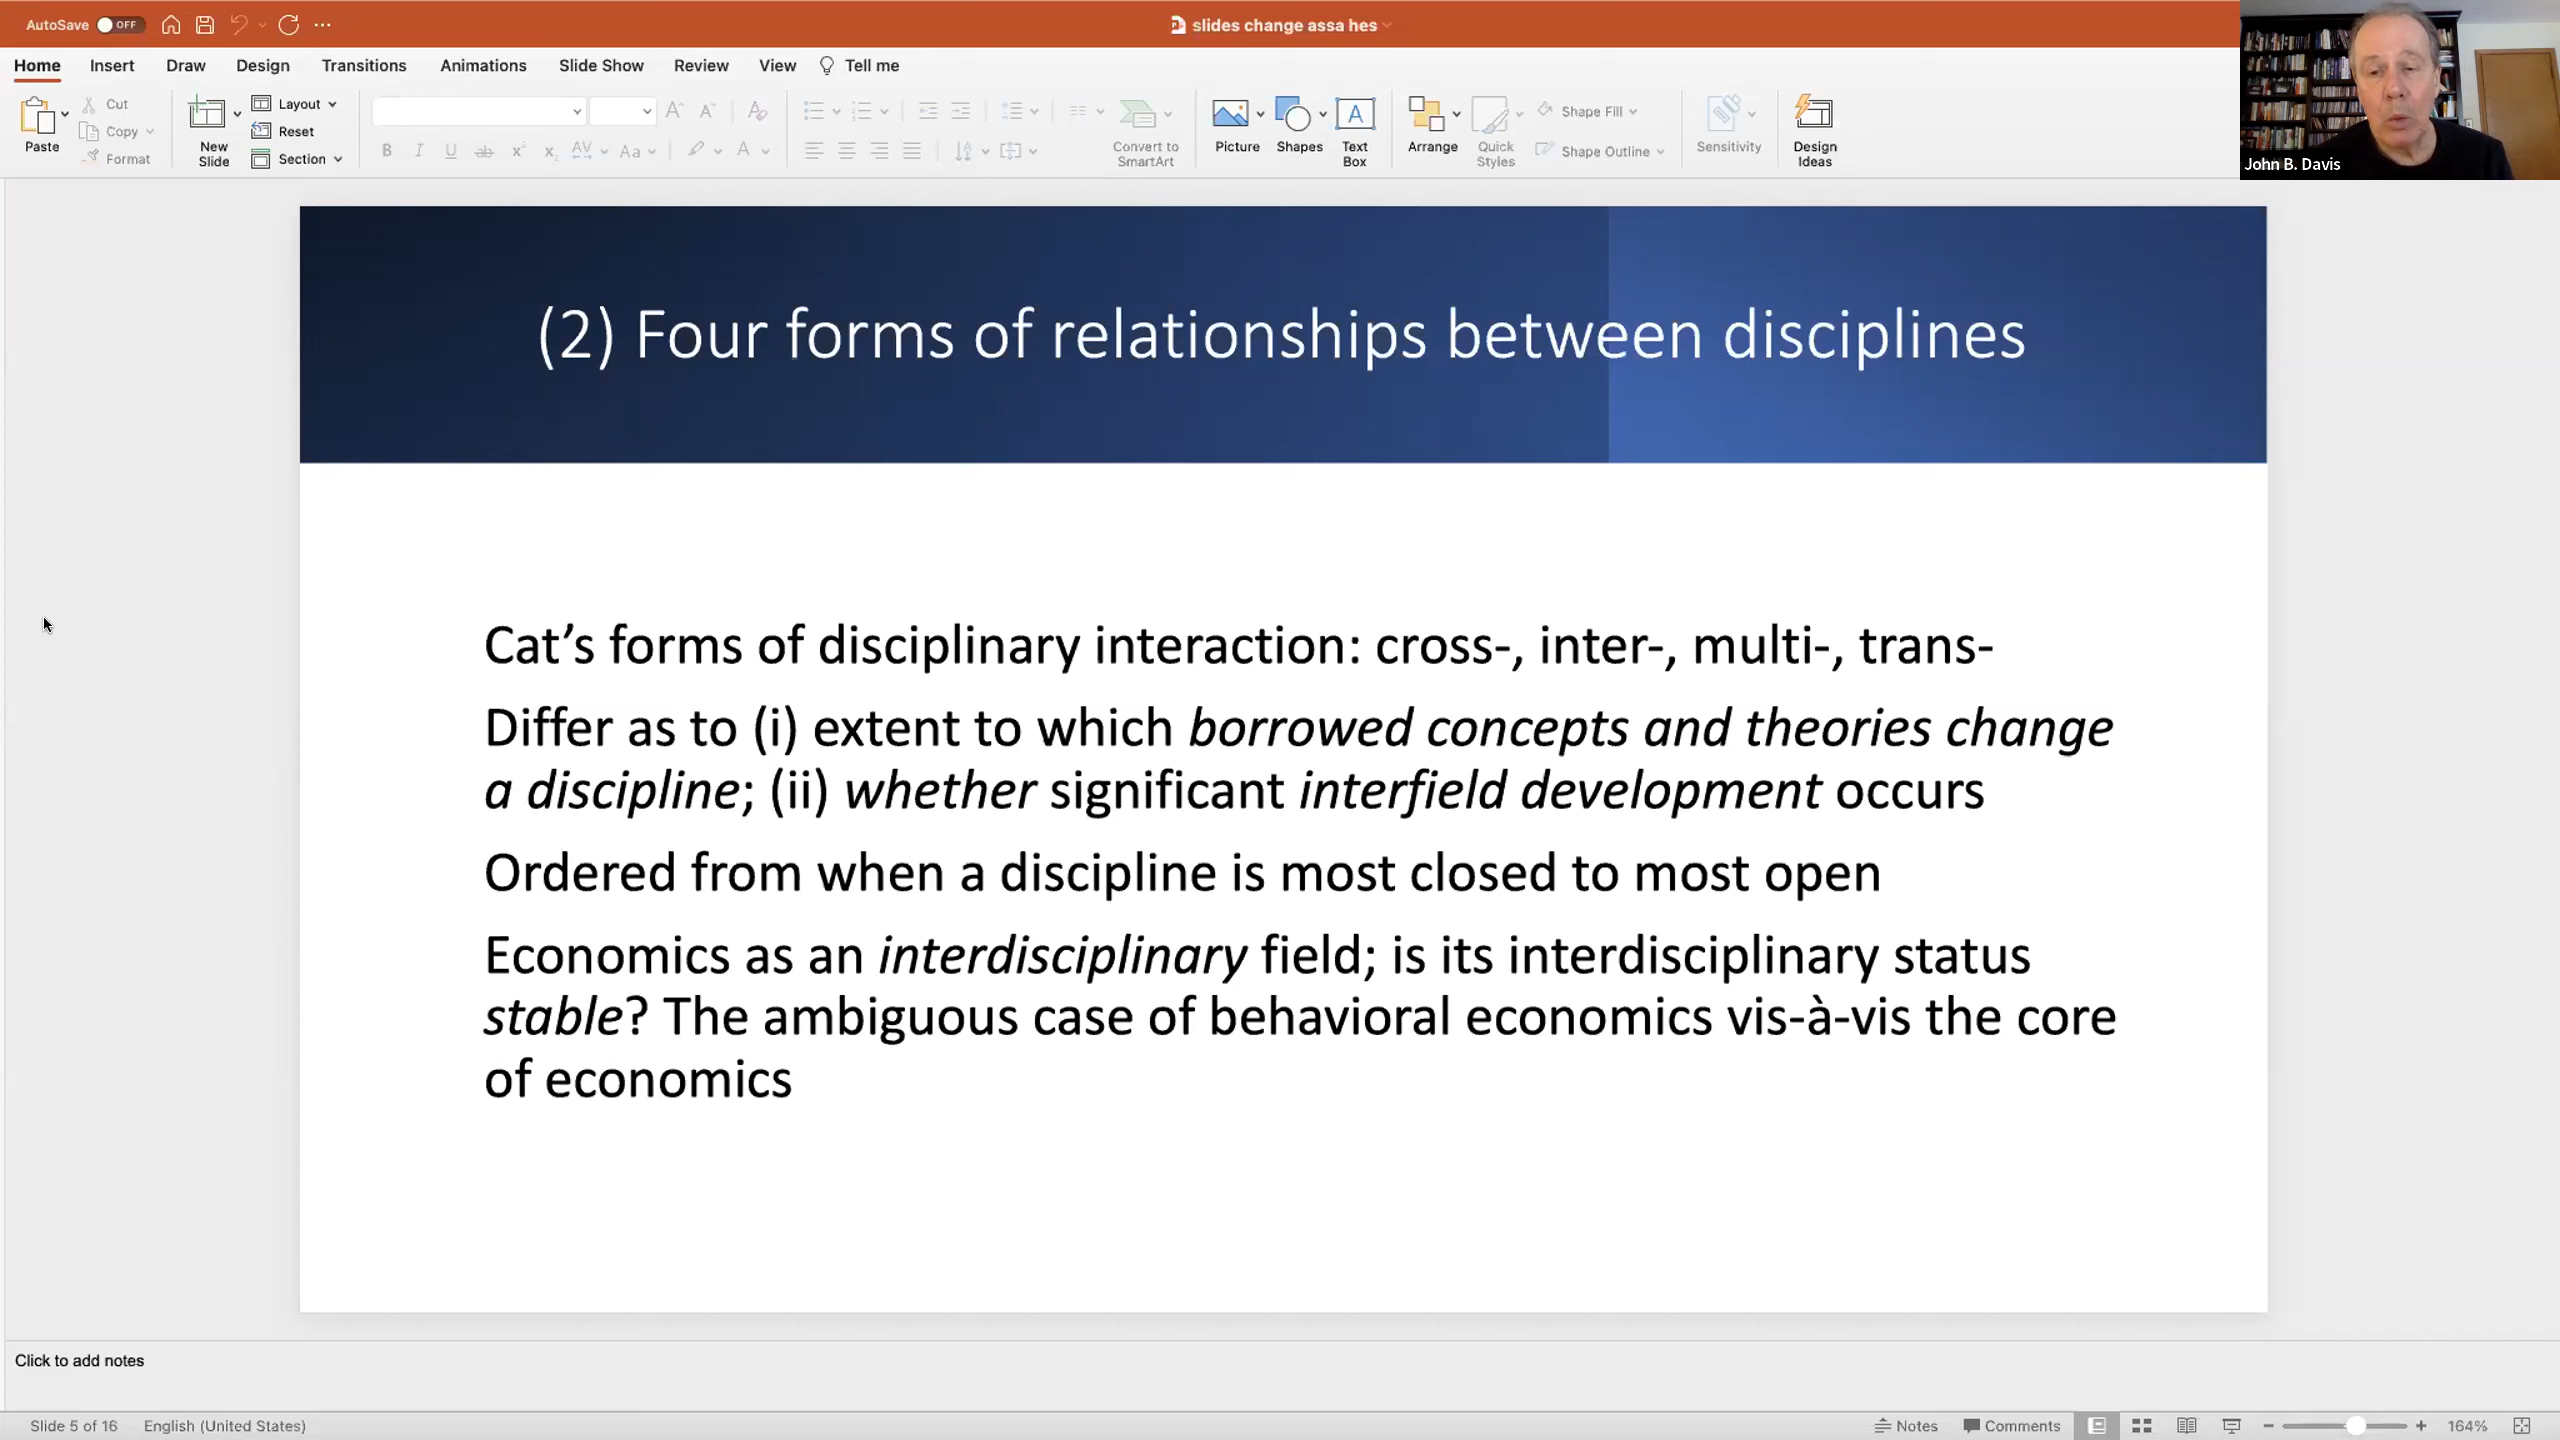 AutoSave OFF
slides change assa hes
Home Insert Draw Design Transitions Animations Slide Show Review View Tell me
Paste
Cut
Copy
Format
New
Slide
Layout
Reset
Section
Convert to
SmartArt
Picture
Shapes
Text
Box
Arrange
Quick
Styles
Shape Fill
Shape Outline
Sensitivity
Design
Ideas
John B. Davis
(2) Four forms of relationships between disciplines
Cat’s forms of disciplinary interaction: cross-, inter-, multi-, trans-
Differ as to (i) extent to which borrowed concepts and theories change
a discipline; (ii) whether significant interfield development occurs
Ordered from when a discipline is most closed to most open
Economics as an interdisciplinary field; is its interdisciplinary status
stable? The ambiguous case of behavioral economics vis-à-vis the core
of economics
Click to add notes
Slide 5 of 16 English (United States) Notes Comments 164%